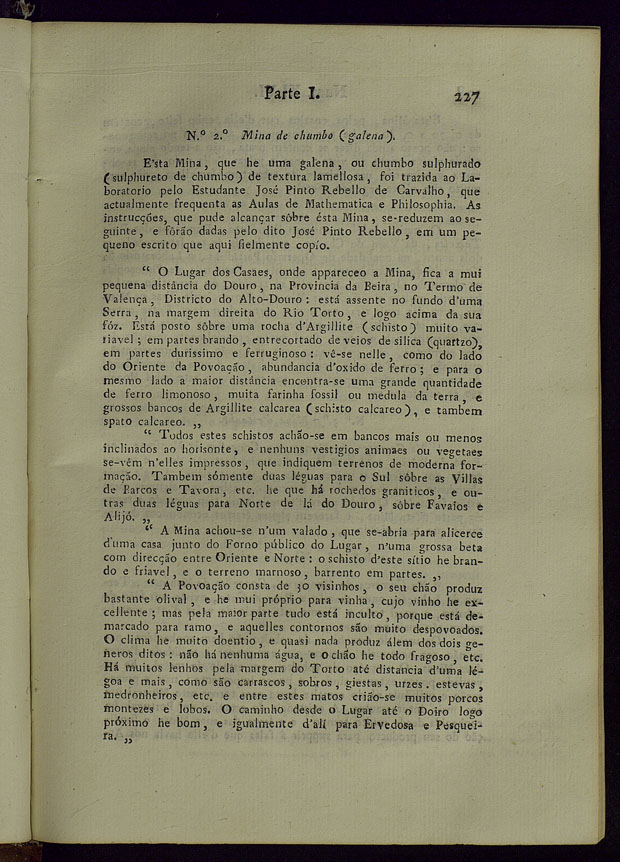 Parte I. 227
N.º 2.º Mina de chumbo (galena).
E'sta Mina, que he uma galena, ou chumbo sulphurado
(sulphureto de chumbo) de textura lamellosa, foi trazida ao La-
boratorio pelo Estudante José Pinto Rebello de Carvalho, que
actualmente frequenta as Aulas de Mathematica e Philosophia. As
instrucções, que pude alcançar sôbre ésta Mina, se-reduzem ao se-
guinte, e fôrão dadas pelo dito José Pinto Rebello, em um pe-
queno escrito que aqui fielmente copío.
“ O Lugar dos Casaes, onde appareceo a Mina, fica a mui
pequena distância do Douro, na Provincia da Beira, no Termo de
Valença, Districto do Alto-Douro: está assente no fundo d'uma
Serra, na margem direita do Rio Torto, e logo acima da sua
fóz. Está posto sôbre uma rocha d'Argillite (schisto) muito va-
riavel; em partes brando, entrecortado de veios de silica (quartzo),
em partes durissimo e ferruginoso: vê-se nelle, como do lado
do Oriente da Povoação, abundancia d'oxido de ferro; e para o
mesmo lado a maior distância encontra-se uma grande quantidade
de ferro limonoso, muita farinha fossil ou medula da terra, e
grossos bancos de Argillite calcarea (schisto calcareo), e tambem
spato calcareo. „
“ Todos estes schistos achão-se em bancos mais ou menos
inclinados ao horisonte, e nenhuns vestigios animaes ou vegetaes
se-vêm n'elles impressos, que indiquem terrenos de moderna for-
mação. Tambem sómente duas léguas para o Sul sôbre as Villas
de Parcos e Tavora, etc. he que há rochedos graniticos, e ou-
tras duas léguas para Norte de lá do Douro, sôbre Favaios e
Alijó. „
“ A Mina achou-se n'um valado, que se-abria para alicerce
d'uma casa junto do Forno público do Lugar, n'uma grossa beta
com direcção entre Oriente e Norte: o schisto d'este sítio he bran-
do e friavel, e o terreno marnoso, barrento em partes. „
“ A Povoação consta de 30 visinhos, o seu chão produz
bastante olival, e he mui próprio para vinha, cujo vinho he ex-
cellente; mas pela maior parte tudo está inculto, porque está de-
marcado para ramo, e aquelles contornos são muito despovoados.
O clima he muito doentio, e quasi nada produz álem dos dois ge-
neros ditos: não há nenhuma água, e o chão he todo fragoso, etc.
Há muitos lenhos pela margem do Torto até distancia d'uma lé-
goa e mais, como são carrascos, sobros, giestas, urzes, estevas,
medronheiros, etc. e entre estes matos crião-se muitos porcos
montezes e lobos. O caminho desde o Lugar até o Doiro logo
próximo he bom, e igualmente d'alí para Ervedosa e Pesquei-
ra. „